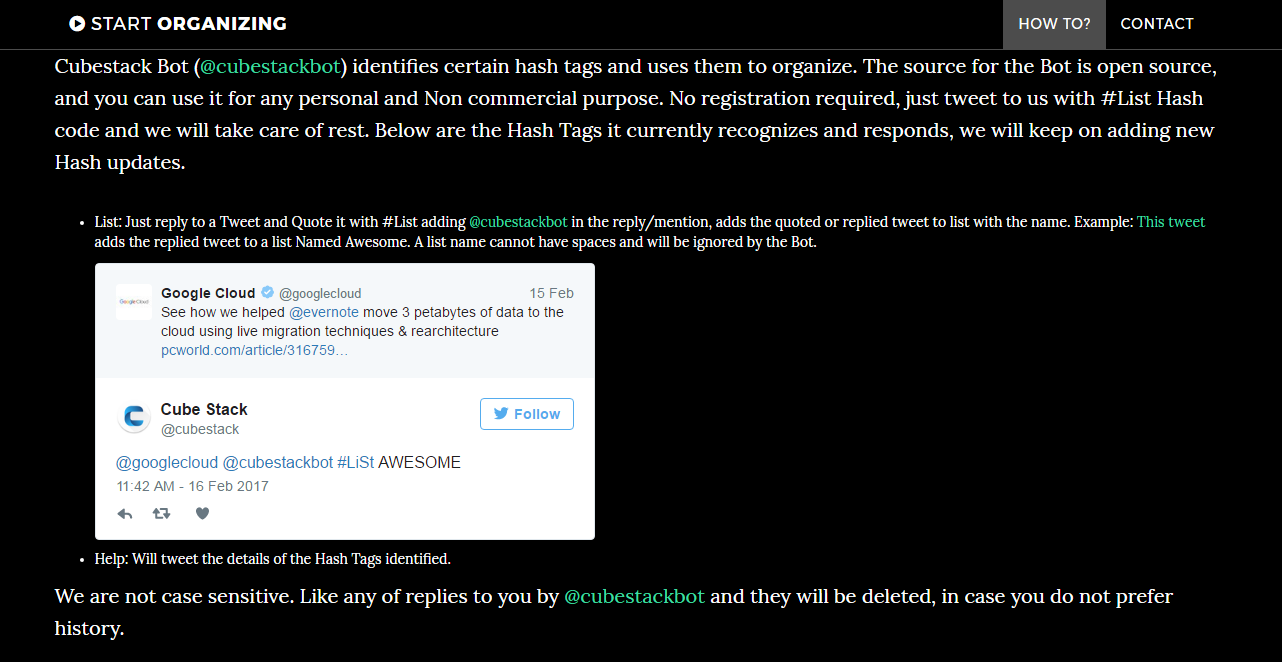 START ORGANIZING
HOW TO?
CONTACT
Cubestack Bot (@cubestackbot) identifies certain hash tags and uses them to organize. The source for the Bot is open source,
and you can use it for any personal and Non commercial purpose. No registration required, just tweet to us with #List Hash
code and we will take care of rest. Below are the Hash Tags it currently recognizes and responds, we will keep on adding new
Hash updates.
• List: Just reply to a Tweet and Quote it with #List adding @cubestackbot in the reply/mention, adds the quoted or replied tweet to list with the name. Example: This tweet
adds the replied tweet to a list Named Awesome. A list name cannot have spaces and will be ignored by the Bot.
GoogleCloud
Google Cloud @googlecloud 15 Feb
See how we helped @evernote move 3 petabytes of data to the
cloud using live migration techniques & rearchitecture
pcworld.com/article/316759…
Cube Stack
@cubestack
Follow
@googlecloud @cubestackbot #LiSt AWESOME
11:42 AM - 16 Feb 2017
• Help: Will tweet the details of the Hash Tags identified.
We are not case sensitive. Like any of replies to you by @cubestackbot and they will be deleted, in case you do not prefer
history.